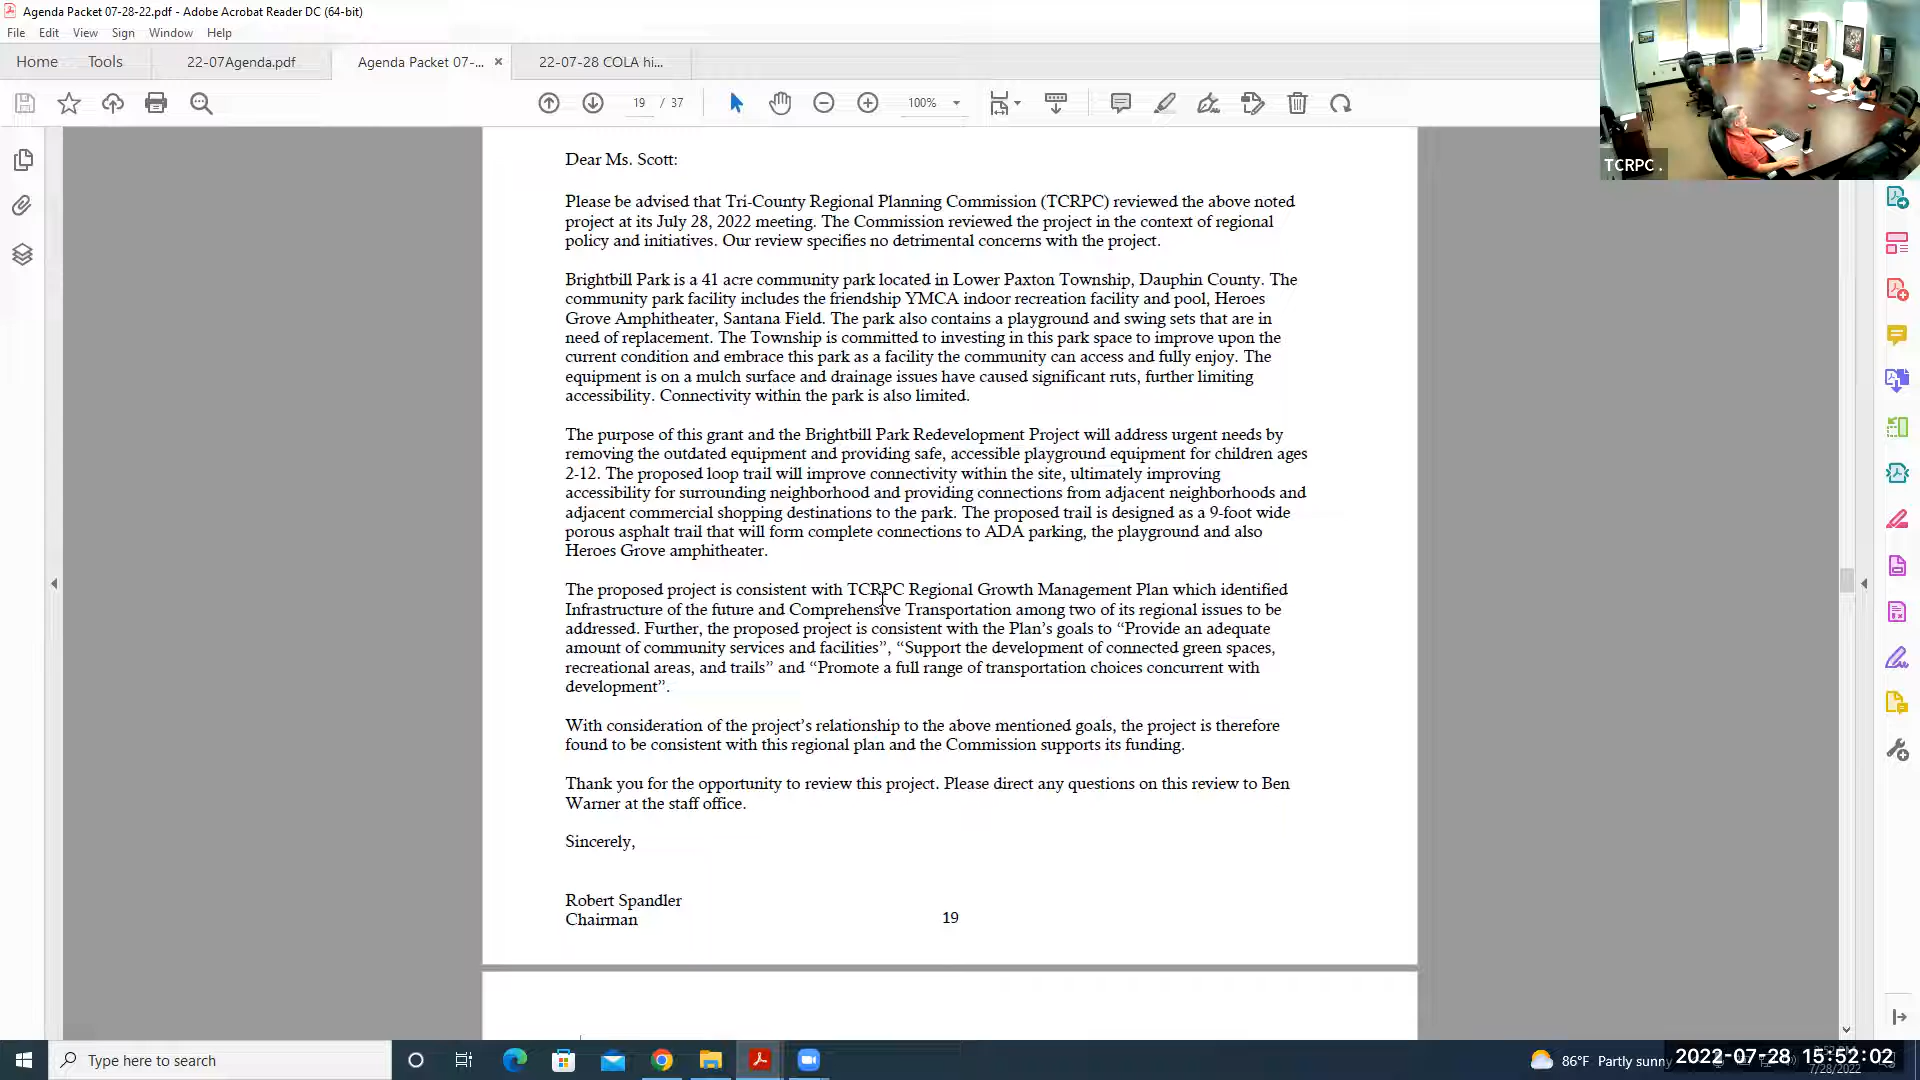 Agenda Packet 07-28-22.pdf - Adobe Acrobat Reader DC (64-bit)
File Edit View Sign Window Help
Home Tools 22-07Agenda.pdf Agenda Packet 07-... × 22-07-28 COLA hi...
19 / 37 100%
TCRPC .
Dear Ms. Scott:
Please be advised that Tri-County Regional Planning Commission (TCRPC) reviewed the above noted
project at its July 28, 2022 meeting. The Commission reviewed the project in the context of regional
policy and initiatives. Our review specifies no detrimental concerns with the project.
Brightbill Park is a 41 acre community park located in Lower Paxton Township, Dauphin County. The
community park facility includes the friendship YMCA indoor recreation facility and pool, Heroes
Grove Amphitheater, Santana Field. The park also contains a playground and swing sets that are in
need of replacement. The Township is committed to investing in this park space to improve upon the
current condition and embrace this park as a facility the community can access and fully enjoy. The
equipment is on a mulch surface and drainage issues have caused significant ruts, further limiting
accessibility. Connectivity within the park is also limited.
The purpose of this grant and the Brightbill Park Redevelopment Project will address urgent needs by
removing the outdated equipment and providing safe, accessible playground equipment for children ages
2-12. The proposed loop trail will improve connectivity within the site, ultimately improving
accessibility for surrounding neighborhood and providing connections from adjacent neighborhoods and
adjacent commercial shopping destinations to the park. The proposed trail is designed as a 9-foot wide
porous asphalt trail that will form complete connections to ADA parking, the playground and also
Heroes Grove amphitheater.
The proposed project is consistent with TCRPC Regional Growth Management Plan which identified
Infrastructure of the future and Comprehensive Transportation among two of its regional issues to be
addressed. Further, the proposed project is consistent with the Plan’s goals to “Provide an adequate
amount of community services and facilities”, “Support the development of connected green spaces,
recreational areas, and trails” and “Promote a full range of transportation choices concurrent with
development”.
With consideration of the project’s relationship to the above mentioned goals, the project is therefore
found to be consistent with this regional plan and the Commission supports its funding.
Thank you for the opportunity to review this project. Please direct any questions on this review to Ben
Warner at the staff office.
Sincerely,
Robert Spandler
Chairman
19
Type here to search 86°F Partly sunny 2022-07-28 15:52:02
7/28/2022